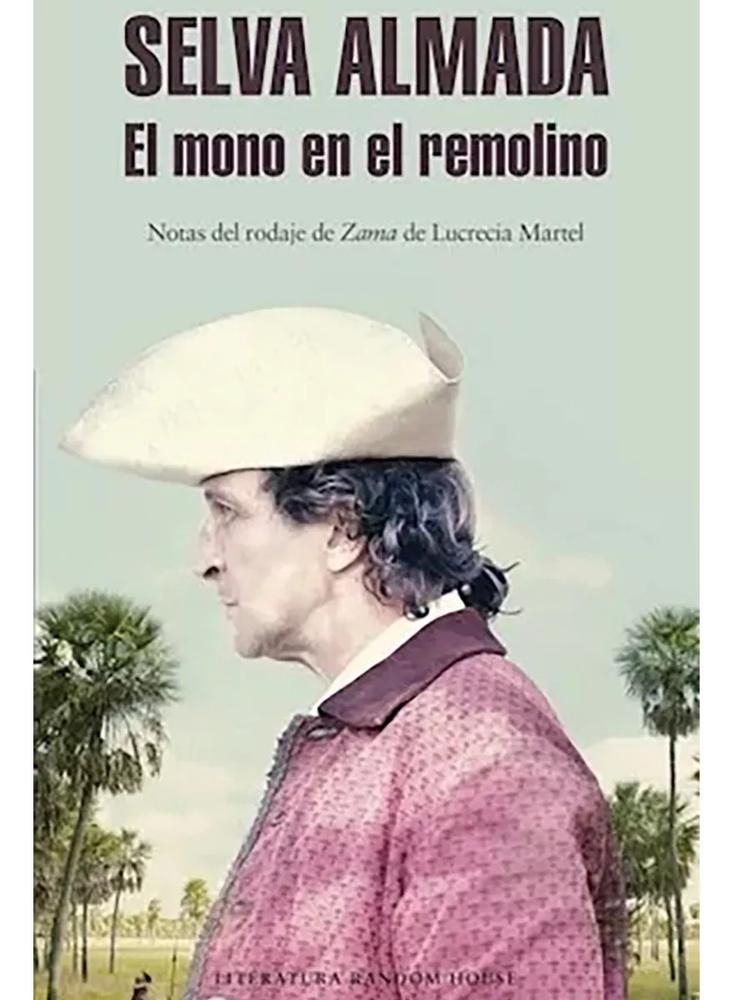 SELVA ALMADA
El mono en el remolino
Notas del rodaje de Zama de Lucrecia Martel
LITERATURA RANDOM HOUSE